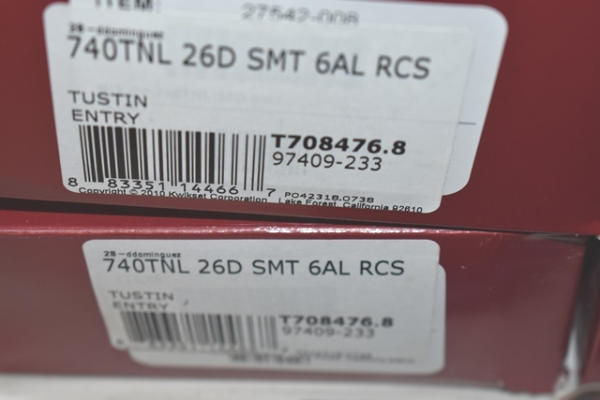 ITEM:
27542-008
28-ddominguez
740TNL 26D SMT 6AL RCS
TUSTIN
ENTRY
T708476.8
97409-233
8 83351 14466 7
PO42318.0738
Copyright © 2010 Kwikset Corporation
Lake Forest, California 92610
28-ddominguez
740TNL 26D SMT 6AL RCS
TUSTIN
ENTRY
T708476.8
97409-233